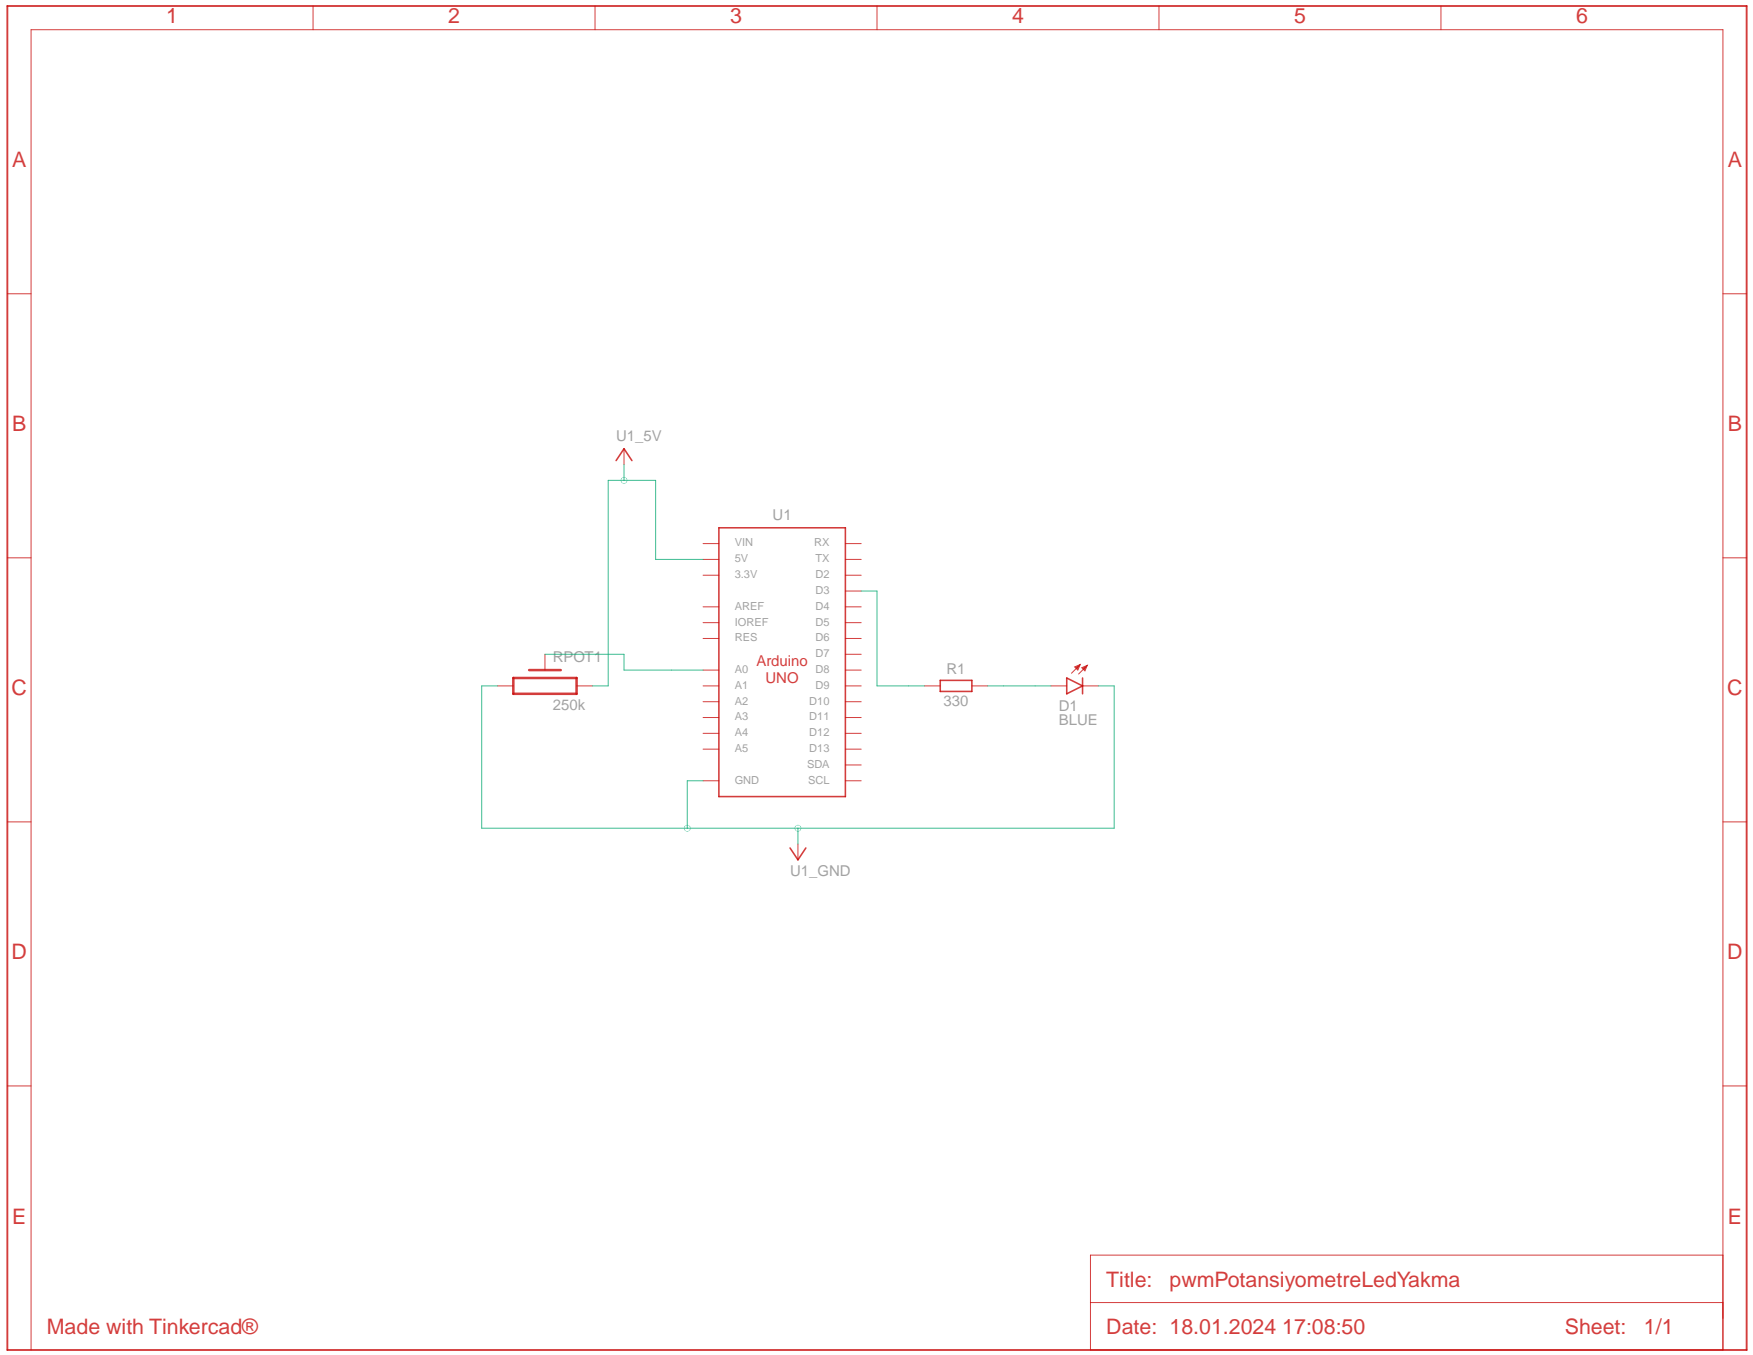 1 2 3 4 5 6
A A
B B
U1_5V
U1
VIN RX
5V TX
3.3V D2
D3
AREF D4
IOREF D5
RES D6
D7
RPOT1
Arduino
UNO
A0 D8
A1 D9
A2 D10
A3 D11
A4 D12
A5 D13
SDA
GND SCL
C C
250k
R1
330
D1
BLUE
U1_GND
D D
E E
Title: pwmPotansiyometreLedYakma
Made with Tinkercad®
Date: 18.01.2024 17:08:50 Sheet: 1/1